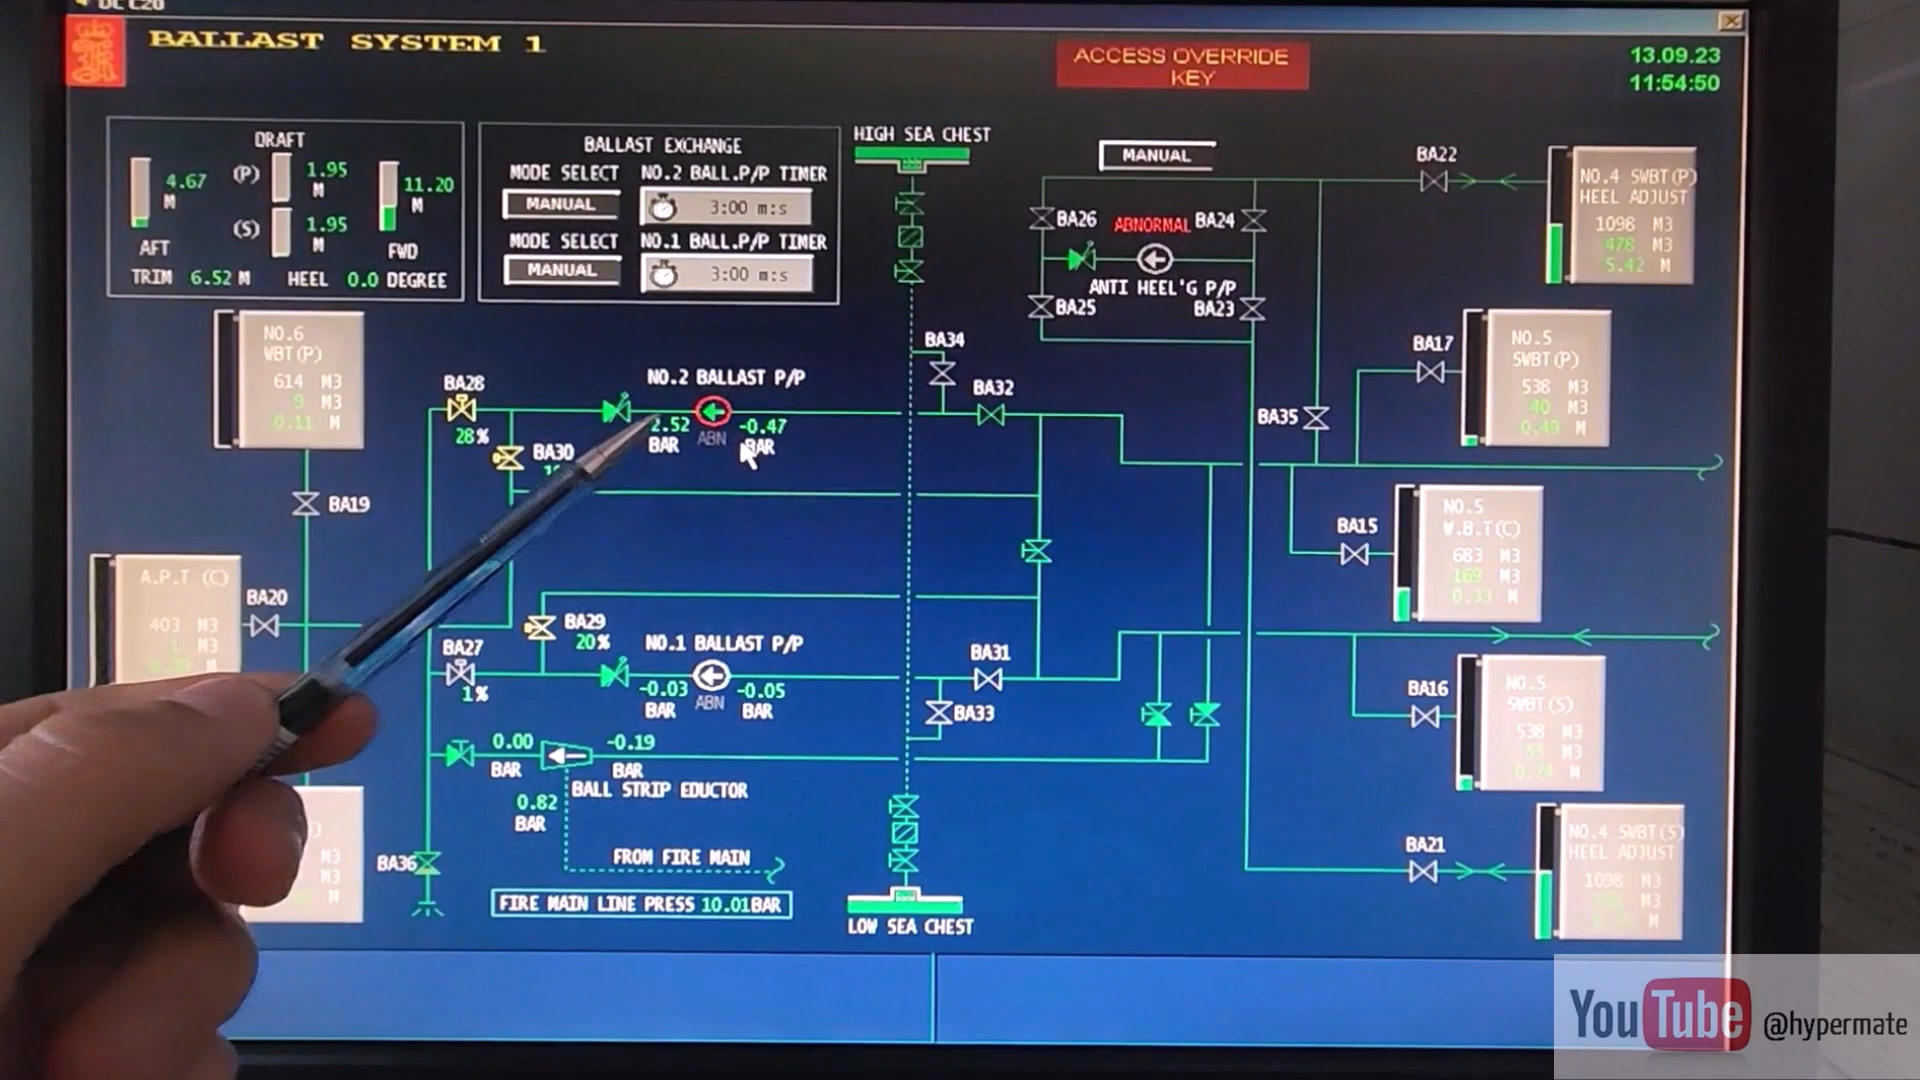 DC C20
BALLAST SYSTEM 1
ACCESS OVERRIDE
KEY
13.09.23
11:54:50
DRAFT
4.67
M
AFT
(P)
1.95
M
(S)
1.95
M
11.20
M
FWD
TRIM 6.52 M HEEL 0.0 DEGREE
BALLAST EXCHANGE
MODE SELECT NO.2 BALL.P/P TIMER
MANUAL 3:00 m:s
MODE SELECT NO.1 BALL.P/P TIMER
MANUAL 3:00 m:s
HIGH SEA CHEST
MANUAL
BA26
ABNORMAL
BA24
ANTI HEEL'G P/P
BA25
BA23
BA22
NO.4 SWBT(P)
HEEL ADJUST
1098 M3
478 M3
5.42 M
NO.6
WBT(P)
614 M3
9 M3
0.11 M
BA19
BA28
28%
BA30
NO.2 BALLAST P/P
2.52
BAR
ABN
-0.47
BAR
BA34
BA32
BA35
BA17
NO.5
SWBT(P)
538 M3
40 M3
0.49 M
BA15
NO.5
W.B.T(C)
683 M3
169 M3
0.33 M
A.P.T (C)
403 M3
1 M3
M
BA20
BA27
1%
BA29
20%
NO.1 BALLAST P/P
-0.03
BAR
ABN
-0.05
BAR
BA31
BA33
BA16
NO.5
SWBT(S)
538 M3
55 M3
0.74 M
0.00
BAR
-0.19
BAR
BALL STRIP EDUCTOR
0.82
BAR
FROM FIRE MAIN
BA36
FIRE MAIN LINE PRESS 10.01BAR
LOW SEA CHEST
BA21
NO.4 SWBT(S)
HEEL ADJUST
1098 M3
M3
M
)
M3
M3
M
YouTube @hypermate